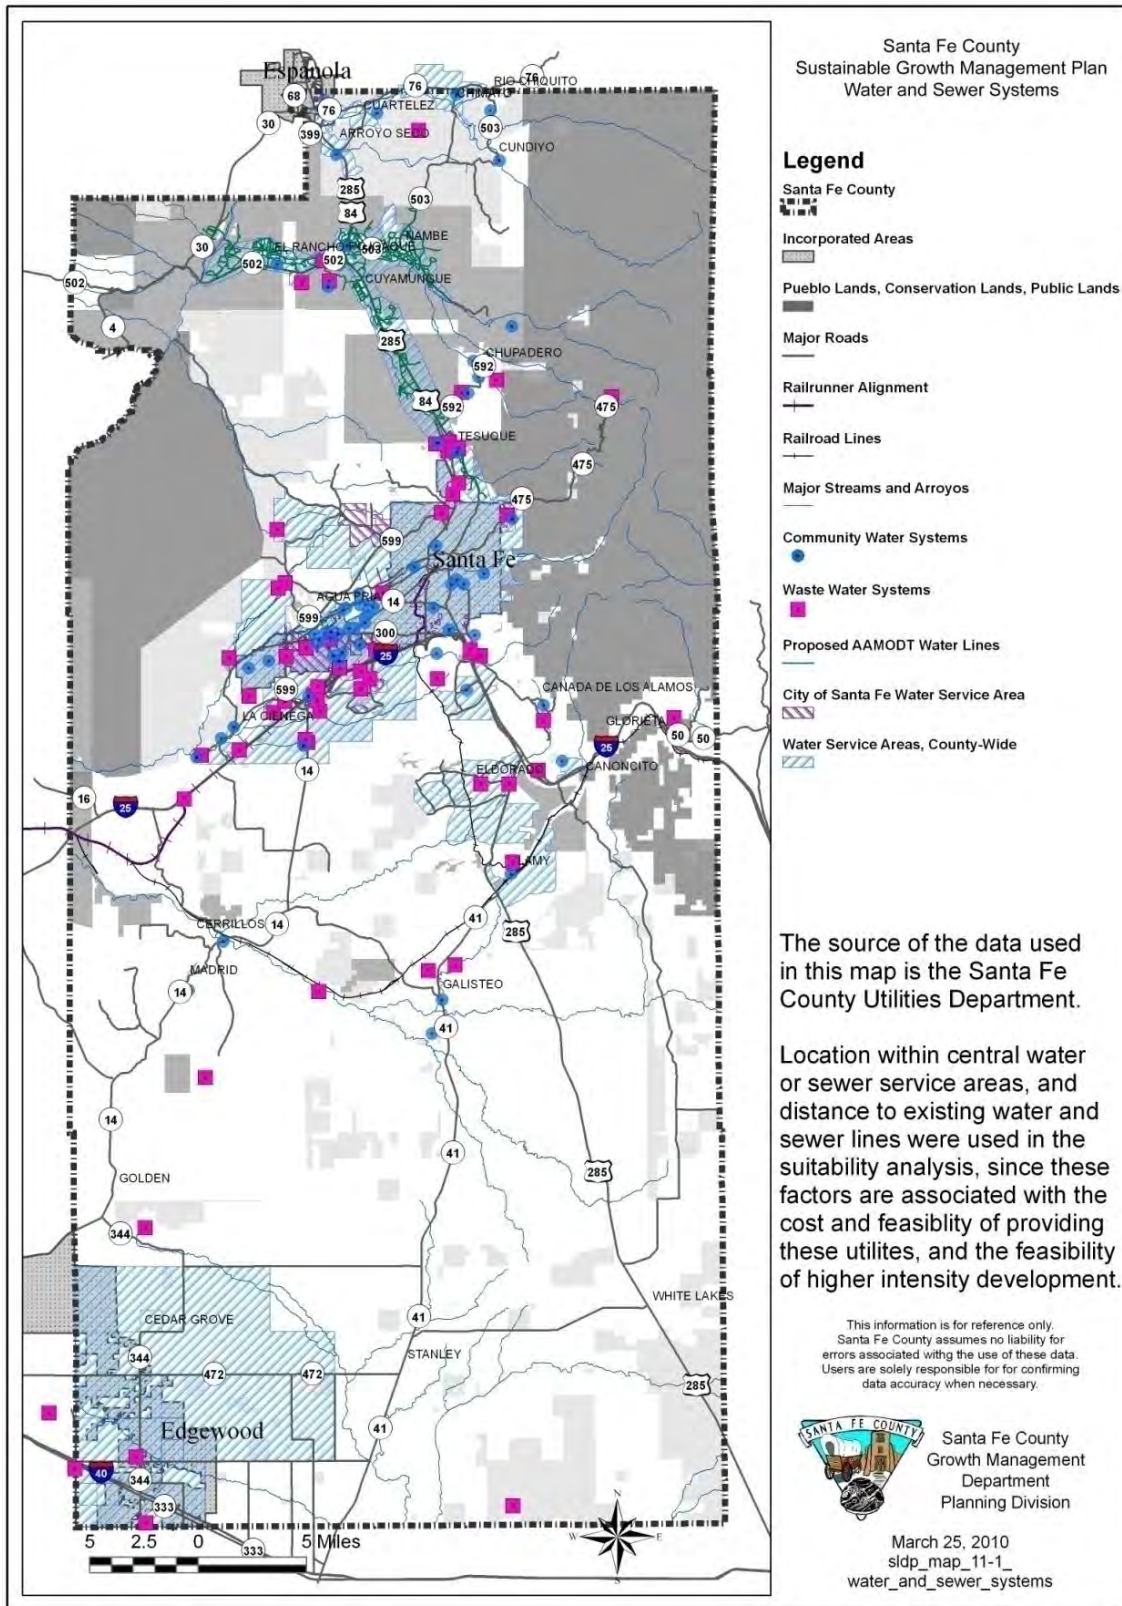 Santa Fe County
Sustainable Growth Management Plan
Water and Sewer Systems
Legend
Santa Fe County
Incorporated Areas
Pueblo Lands, Conservation Lands, Public Lands
Major Roads
Railrunner Alignment
Railroad Lines
Major Streams and Arroyos
Community Water Systems
Waste Water Systems
Proposed AAMODT Water Lines
City of Santa Fe Water Service Area
Water Service Areas, County-Wide
The source of the data used
in this map is the Santa Fe
County Utilities Department.
Location within central water
or sewer service areas, and
distance to existing water and
sewer lines were used in the
suitability analysis, since these
factors are associated with the
cost and feasiblity of providing
these utilites, and the feasibility
of higher intensity development.
This information is for reference only.
Santa Fe County assumes no liability for
errors associated withg the use of these data.
Users are solely responsible for for confirming
data accuracy when necessary.
SANTA FE COUNTY
Santa Fe County
Growth Management
Department
Planning Division
March 25, 2010
sldp_map_11-1_
water_and_sewer_systems
Espanola
RIO CHIQUITO
76
76
68
CHIMAYO
76
CUARTELEZ
30
399
ARROYO SECO
503
CUNDIYO
285
503
84
30
NAMBE
EL RANCHO
503
502
502
502
CUYAMUNGUE
4
285
CHUPADERO
592
84
592
475
TESUQUE
475
475
599
Santa Fe
AGUA FRIA
14
599
300
25
599
CANADA DE LOS ALAMOS
LA CIENEGA
GLORIETA
50
50
25
14
ELDORADO
CANONCITO
16
25
LAMY
41
14
285
CERRILLOS
MADRID
14
GALISTEO
41
14
41
285
GOLDEN
344
WHITE LAKES
41
CEDAR GROVE
STANLEY
344
472
472
285
41
Edgewood
40
344
333
333
N
W
E
S
5
2.5
0
5 Miles